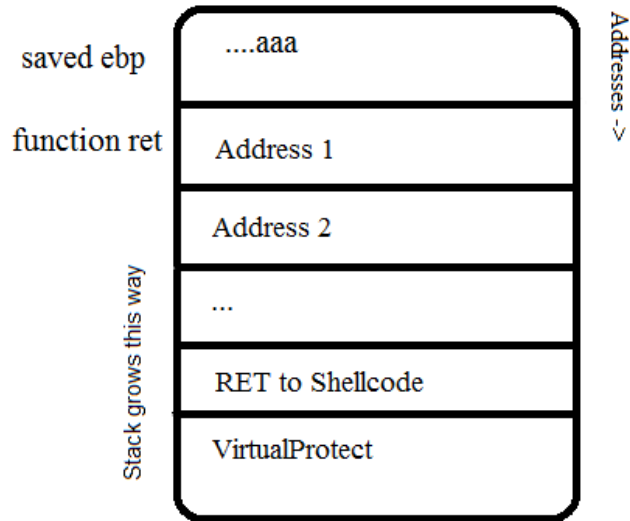 saved ebp
....aaa
function ret
Address 1
Address 2
...
RET to Shellcode
VirtualProtect
Stack grows this way
Addresses ->